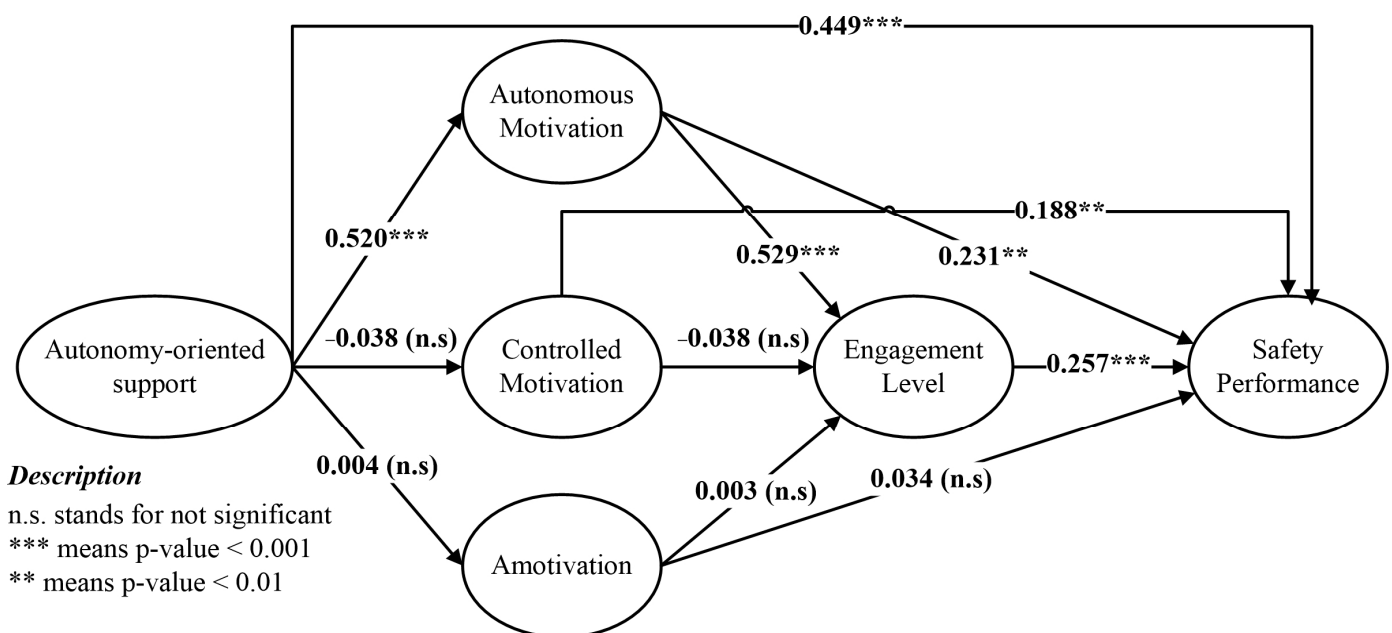 0.449***
Autonomous
Motivation
0.188**
0.520***
0.529***
0.231**
Autonomy-oriented
support
−0.038 (n.s)
Controlled
Motivation
−0.038 (n.s)
Engagement
Level
0.257***
Safety
Performance
0.004 (n.s)
0.003 (n.s)
0.034 (n.s)
Amotivation
Description
n.s. stands for not significant
*** means p-value < 0.001
** means p-value < 0.01